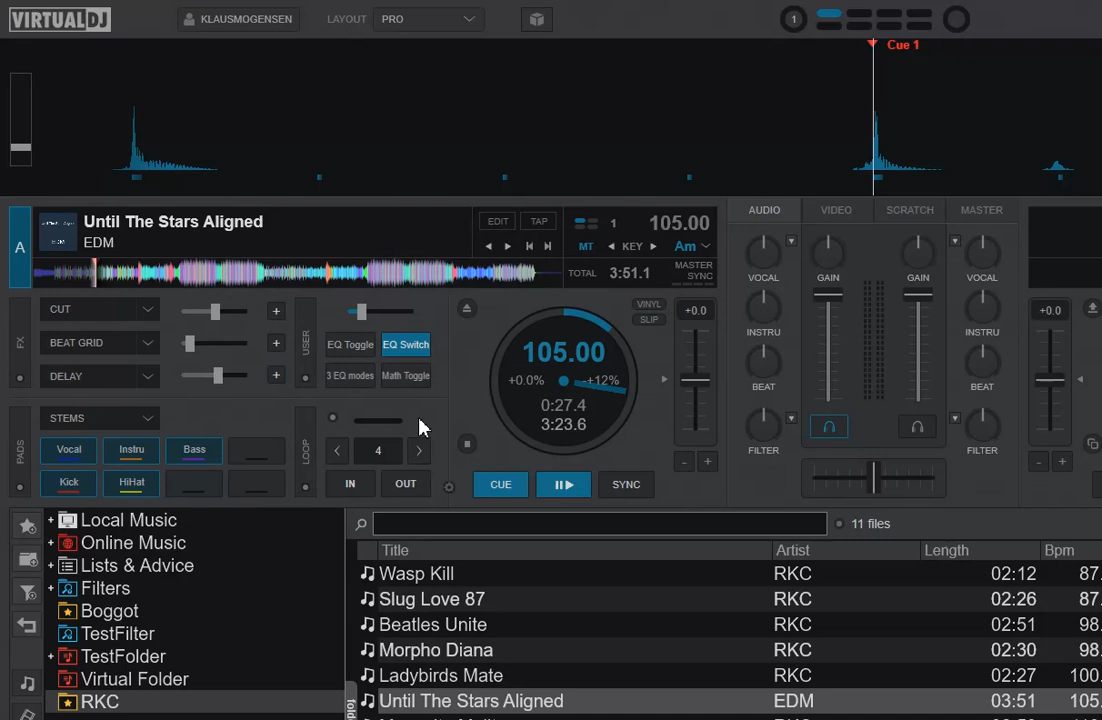 VIRTUALDJ
KLAUSMOGENSEN
LAYOUT PRO
1
Cue 1
A
Until The Stars Aligned
EDM
EDIT TAP
1 105.00
MT KEY Am
TOTAL 3:51.1 MASTER SYNC
AUDIO VIDEO SCRATCH MASTER
VOCAL GAIN GAIN VOCAL
INSTRU INSTRU
BEAT BEAT
FILTER FILTER
FX
CUT +
BEAT GRID +
DELAY +
USER
EQ Toggle EQ Switch
3 EQ modes Math Toggle
VINYL
SLIP
+0.0 +0.0
105.00
+0.0% +12%
0:27.4
3:23.6
PADS
STEMS
Vocal Instru Bass
Kick HiHat
LOOP
4
IN OUT
CUE SYNC
- + - +
+ Local Music
+ Online Music
+ Lists & Advice
+ Filters
Boggot
TestFilter
+ TestFolder
Virtual Folder
RKC
11 files
Title Artist Length Bpm
Wasp Kill RKC 02:12 87.
Slug Love 87 RKC 02:26 87.
Beatles Unite RKC 02:51 98.
Morpho Diana RKC 02:30 98.
Ladybirds Mate RKC 02:27 100.
Until The Stars Aligned EDM 03:51 105.